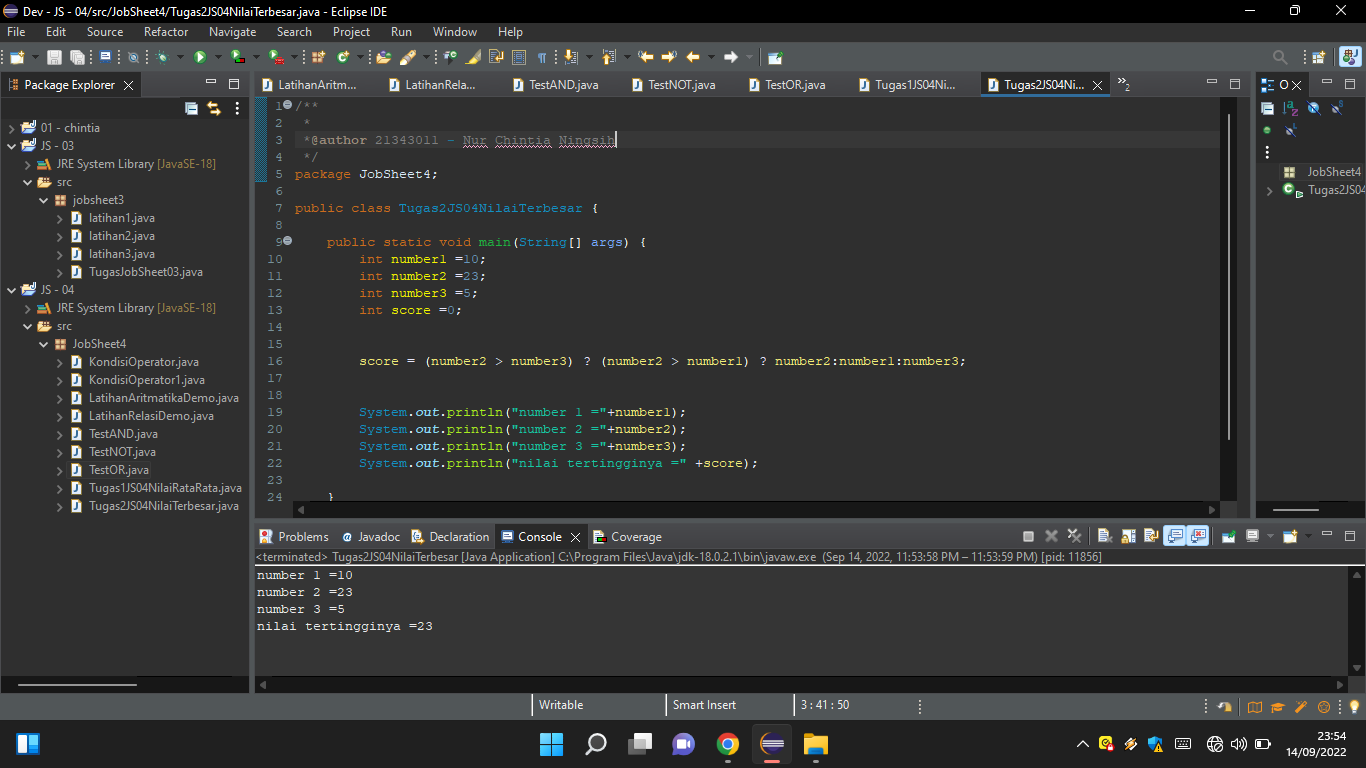 Dev - JS - 04/src/JobSheet4/Tugas2JS04NilaiTerbesar.java - Eclipse IDE
File Edit Source Refactor Navigate Search Project Run Window Help
Package Explorer
LatihanAritm... LatihanRela... TestAND.java TestNOT.java TestOR.java Tugas1JS04Ni... Tugas2JS04Ni... »2
O
01 - chintia
JS - 03
JRE System Library [JavaSE-18]
src
jobsheet3
latihan1.java
latihan2.java
latihan3.java
TugasJobSheet03.java
JS - 04
JRE System Library [JavaSE-18]
src
JobSheet4
KondisiOperator.java
KondisiOperator1.java
LatihanAritmatikaDemo.java
LatihanRelasiDemo.java
TestAND.java
TestNOT.java
TestOR.java
Tugas1JS04NilaiRataRata.java
Tugas2JS04NilaiTerbesar.java
1 /**
2 *
3 *@author 21343011 - Nur Chintia Ningsih
4 */
5 package JobSheet4;
6
7 public class Tugas2JS04NilaiTerbesar {
8
9 public static void main(String[] args) {
10 int number1 =10;
11 int number2 =23;
12 int number3 =5;
13 int score =0;
14
15
16 score = (number2 > number3) ? (number2 > number1) ? number2:number1:number3;
17
18
19 System.out.println("number 1 ="+number1);
20 System.out.println("number 2 ="+number2);
21 System.out.println("number 3 ="+number3);
22 System.out.println("nilai tertingginya =" +score);
23
24 }
JobSheet4
Tugas2JS04
Problems @ Javadoc Declaration Console Coverage
<terminated> Tugas2JS04NilaiTerbesar [Java Application] C:\Program Files\Java\jdk-18.0.2.1\bin\javaw.exe (Sep 14, 2022, 11:53:58 PM – 11:53:59 PM) [pid: 11856]
number 1 =10
number 2 =23
number 3 =5
nilai tertingginya =23
Writable Smart Insert 3 : 41 : 50
23:54
14/09/2022